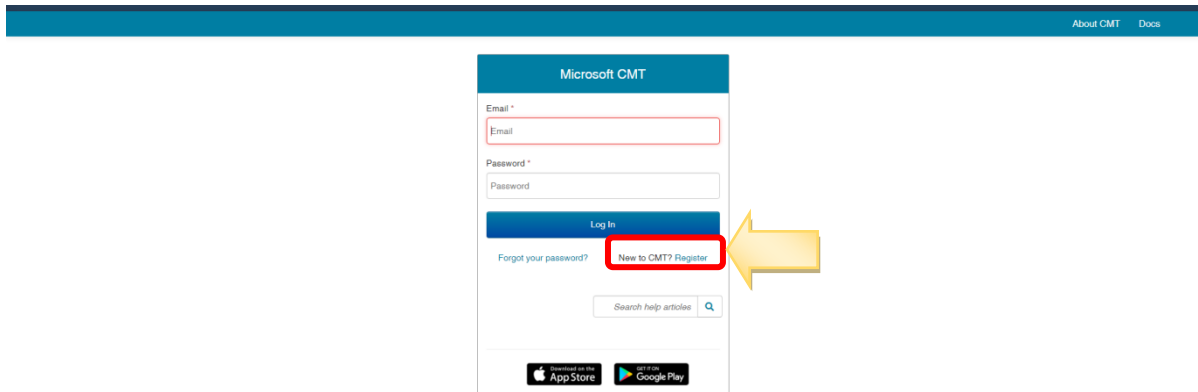 About CMT Docs
Microsoft CMT
Email *
Email
Password *
Password
Log In
Forgot your password? New to CMT? Register
Search help articles
Download on the App Store
GET IT ON Google Play